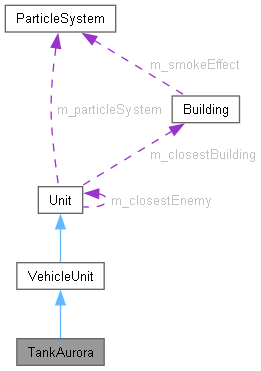 ParticleSystem
m_smokeEffect
m_particleSystem
Building
m_closestBuilding
Unit
m_closestEnemy
VehicleUnit
TankAurora